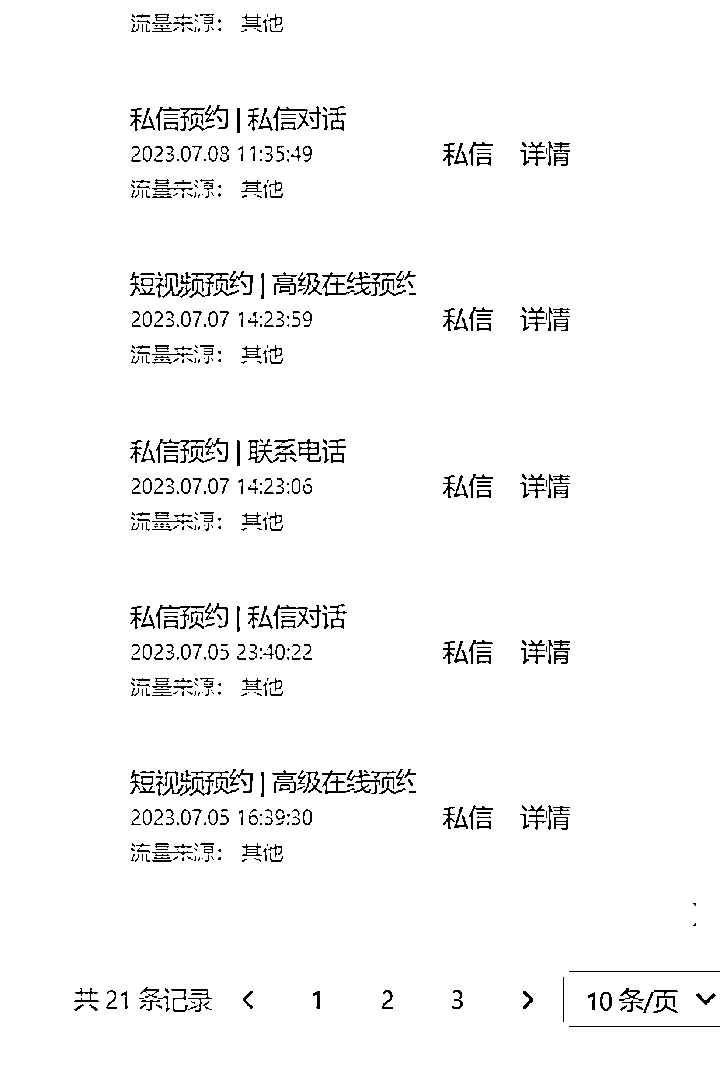 流量来源： 其他
私信预约 | 私信对话
2023.07.08 11:35:49
私信 详情
流量来源： 其他
短视频预约 | 高级在线预约
2023.07.07 14:23:59
私信 详情
流量来源： 其他
私信预约 | 联系电话
2023.07.07 14:23:06
私信 详情
流量来源： 其他
私信预约 | 私信对话
2023.07.05 23:40:22
私信 详情
流量来源： 其他
短视频预约 | 高级在线预约
2023.07.05 16:39:30
私信 详情
流量来源： 其他
共 21 条记录 < 1 2 3 > 10 条/页